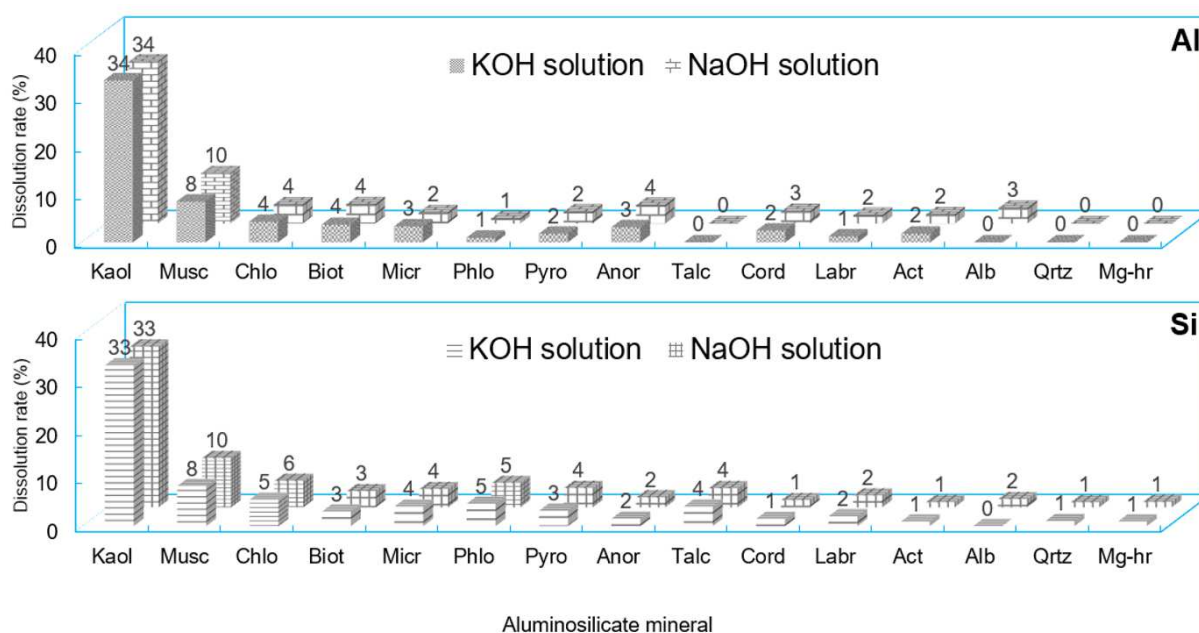 40
30
20
10
0
Dissolution rate (%)
Al
KOH solution NaOH solution
34 10 4 4 2 1 2 4 0 3 2 2 3 0 0
34 8 4 4 3 1 2 3 0 2 1 2 0 0 0
Kaol Musc Chlo Biot Micr Phlo Pyro Anor Talc Cord Labr Act Alb Qrtz Mg-hr
40
30
20
10
0
Dissolution rate (%)
Si
KOH solution NaOH solution
33 10 6 3 4 5 4 2 4 1 2 1 2 1 1
33 8 5 3 4 5 3 2 4 1 2 1 0 1 1
Kaol Musc Chlo Biot Micr Phlo Pyro Anor Talc Cord Labr Act Alb Qrtz Mg-hr
Aluminosilicate mineral